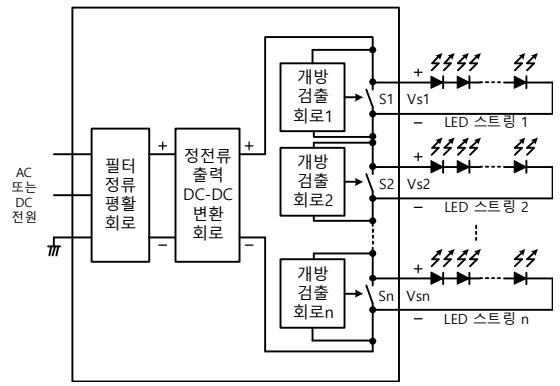 AC
또는
DC
전원
필터
정류
평활
회로
+
−
정전류
출력
DC-DC
변환
회로
+
−
개방
검출
회로1
S1
+
Vs1
−
LED 스트링 1
개방
검출
회로2
S2
+
Vs2
−
LED 스트링 2
개방
검출
회로n
Sn
+
Vsn
−
LED 스트링 n